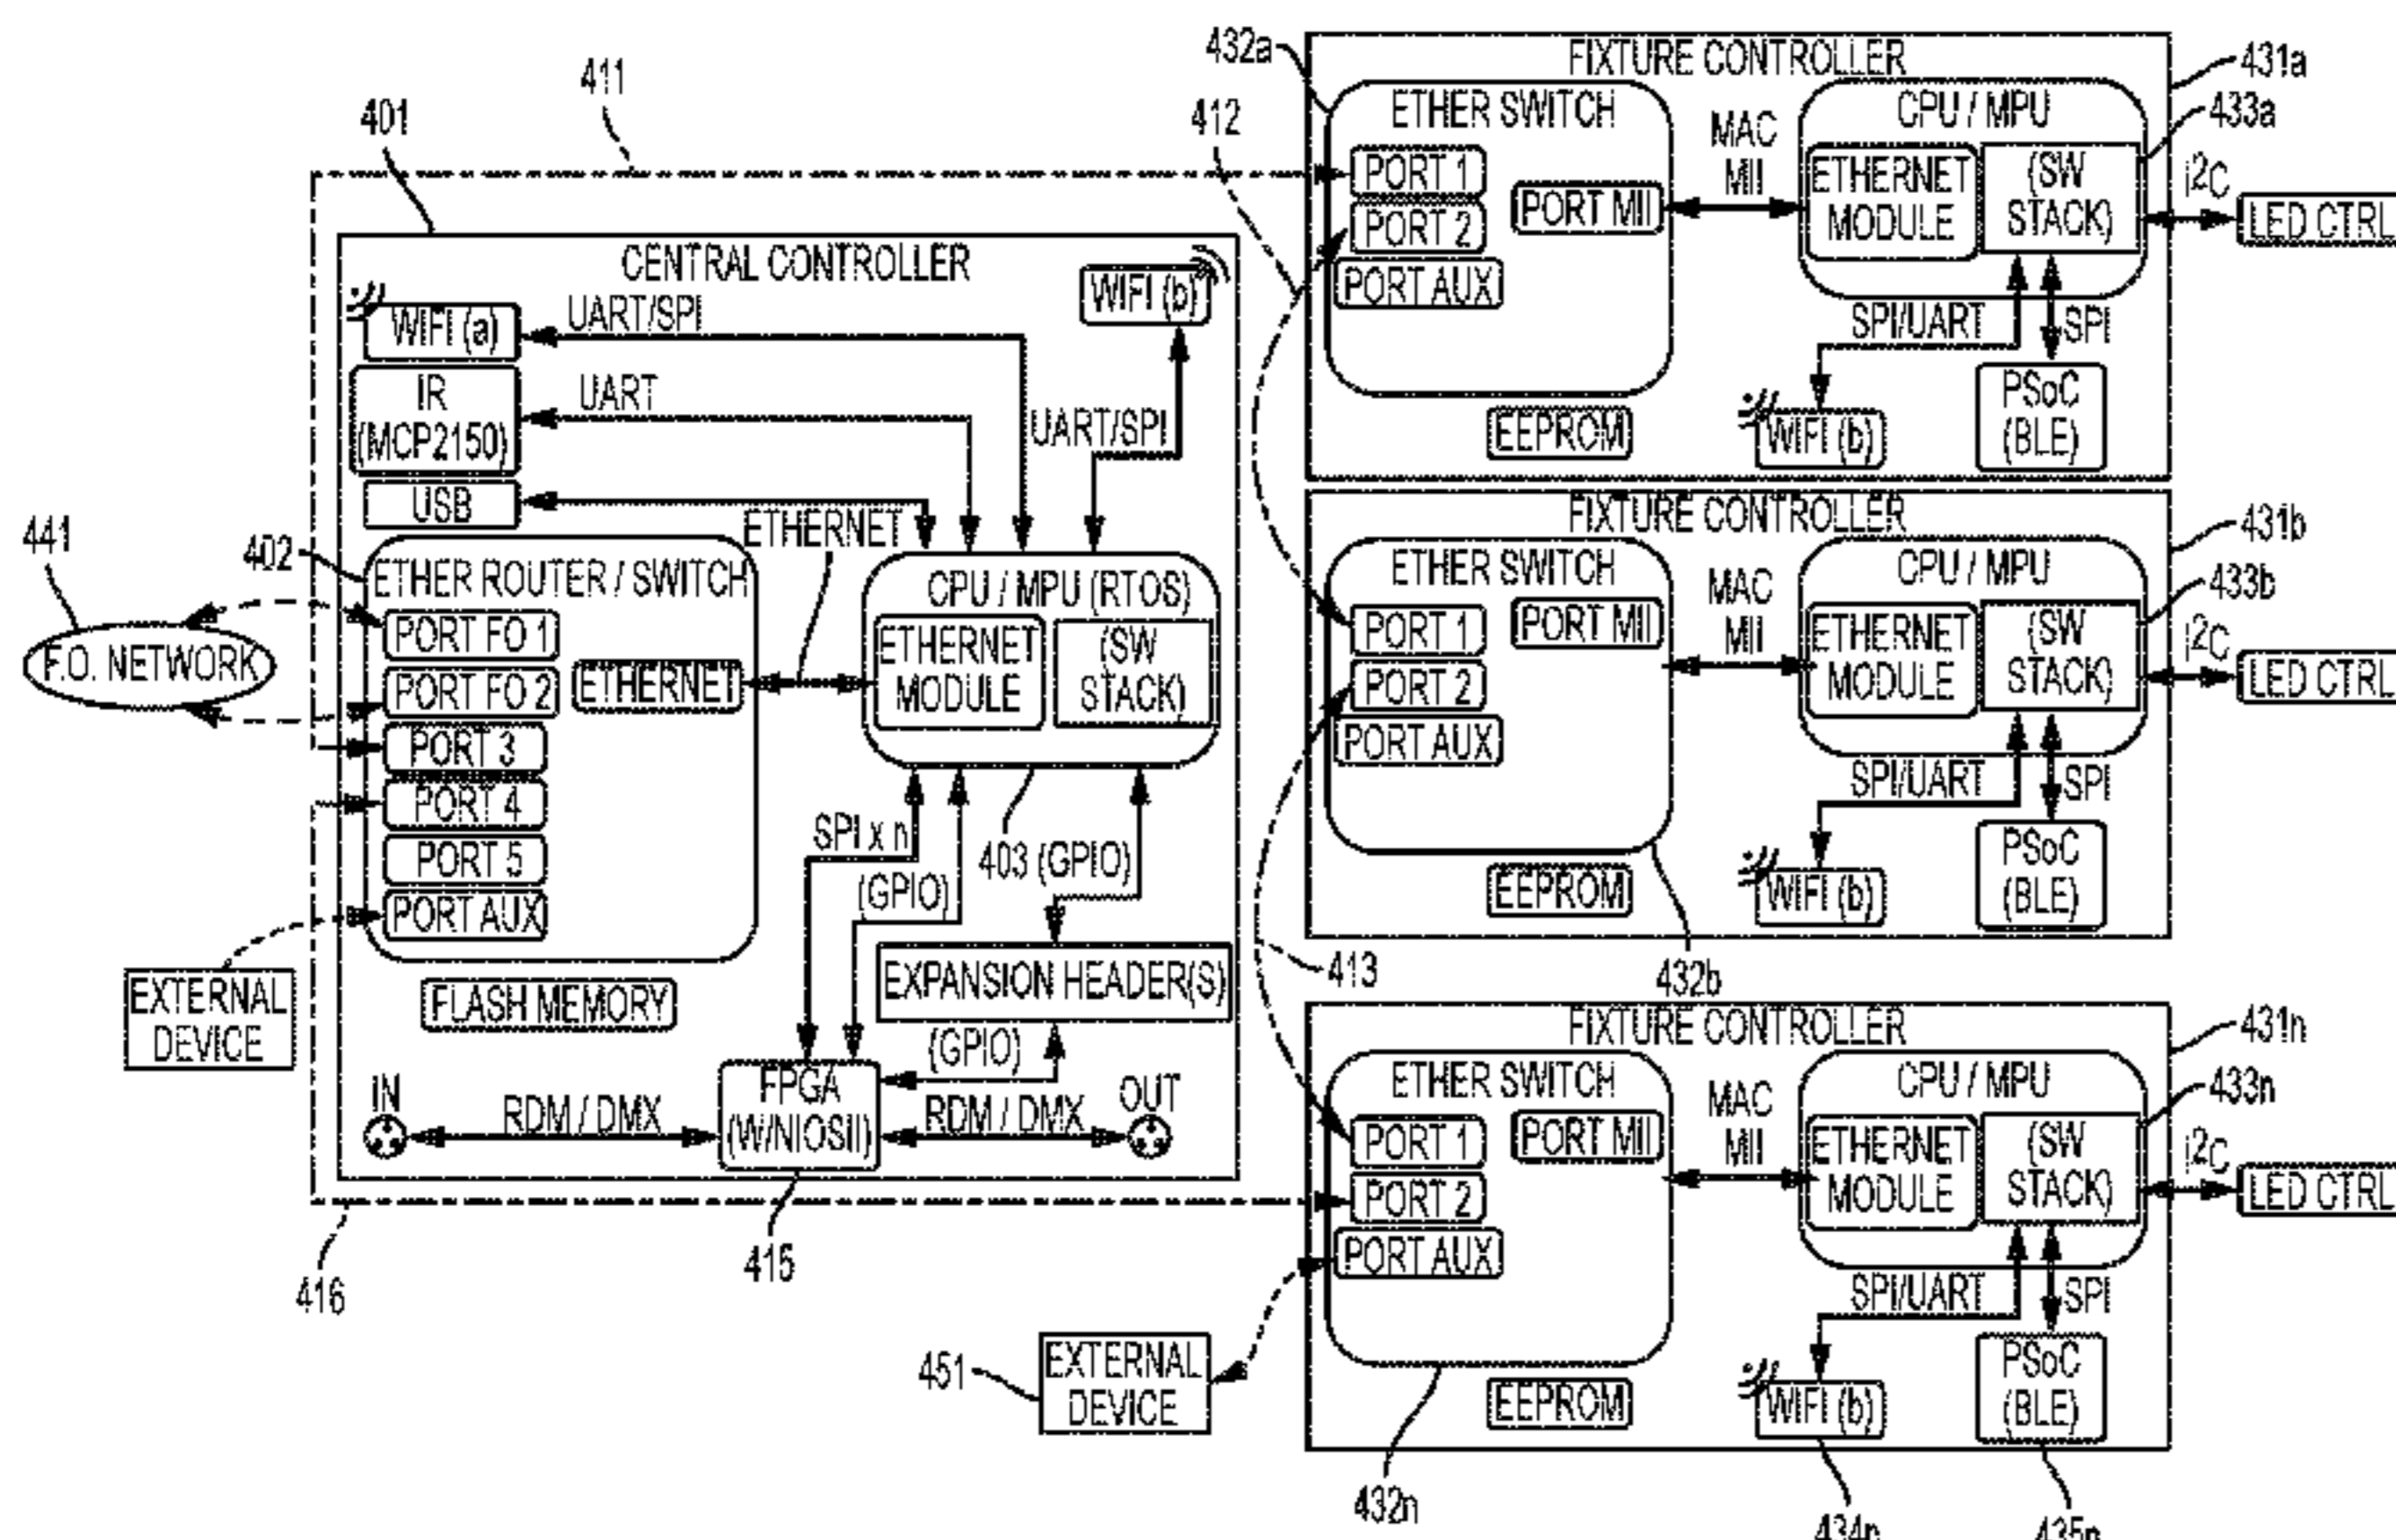 411
401
CENTRAL CONTROLLER
WIFI (a)
UART/SPI
WIFI (b)
IR
(MCP2150)
UART
UART/SPI
USB
ETHERNET
441
F.O. NETWORK
402
ETHER ROUTER / SWITCH
PORT FO 1
PORT FO 2
PORT 3
PORT 4
PORT 5
PORT AUX
ETHERNET
CPU / MPU (RTOS)
ETHERNET
MODULE
(SW
STACK)
SPI x n
(GPIO)
403
(GPIO)
EXPANSION HEADER(S)
(GPIO)
FLASH MEMORY
EXTERNAL
DEVICE
IN
RDM / DMX
FPGA
(W/NIOSII)
RDM / DMX
OUT
415
416
412
413
432a
FIXTURE CONTROLLER
431a
ETHER SWITCH
PORT 1
PORT 2
PORT AUX
PORT MII
MAC
MII
CPU / MPU
433a
ETHERNET
MODULE
(SW
STACK)
i2c
LED CTRL
SPI/UART
SPI
EEPROM
WIFI (b)
PSoC
(BLE)
FIXTURE CONTROLLER
431b
ETHER SWITCH
PORT 1
PORT 2
PORT AUX
PORT MII
MAC
MII
CPU / MPU
433b
ETHERNET
MODULE
(SW
STACK)
i2c
LED CTRL
SPI/UART
SPI
EEPROM
WIFI (b)
PSoC
(BLE)
432b
FIXTURE CONTROLLER
431n
ETHER SWITCH
PORT 1
PORT 2
PORT AUX
PORT MII
MAC
MII
CPU / MPU
433n
ETHERNET
MODULE
(SW
STACK)
i2c
LED CTRL
SPI/UART
SPI
451
EXTERNAL
DEVICE
EEPROM
WIFI (b)
PSoC
(BLE)
432n
434n
435n